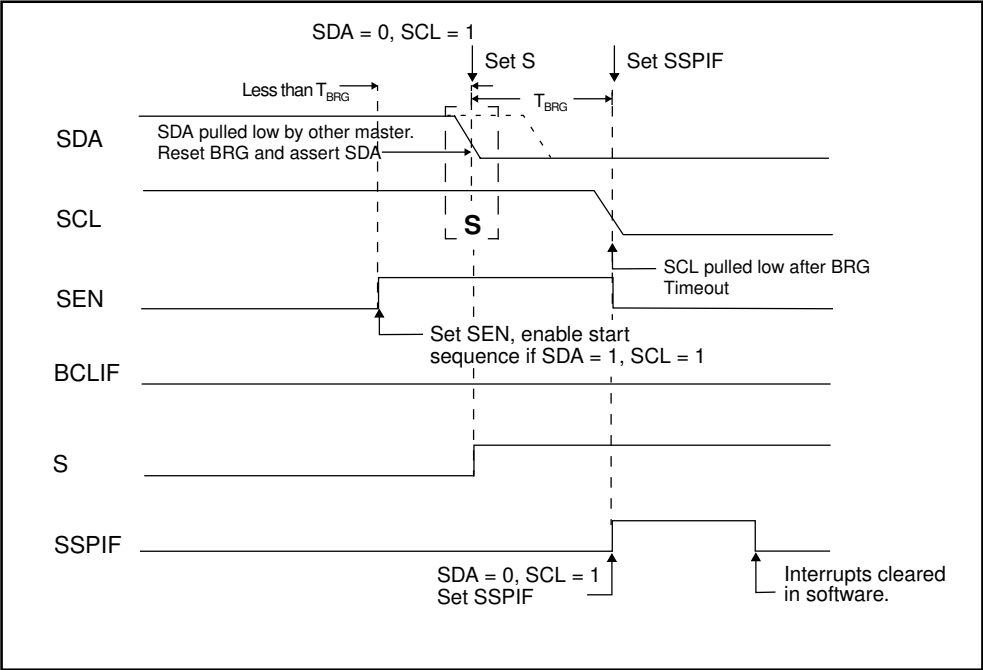 SDA = 0, SCL = 1
Set S
Set SSPIF
Less than TBRG
TBRG
SDA
SDA pulled low by other master.
Reset BRG and assert SDA
SCL
S
SCL pulled low after BRG
Timeout
SEN
Set SEN, enable start
sequence if SDA = 1, SCL = 1
BCLIF
S
SSPIF
SDA = 0, SCL = 1
Set SSPIF
Interrupts cleared
in software.